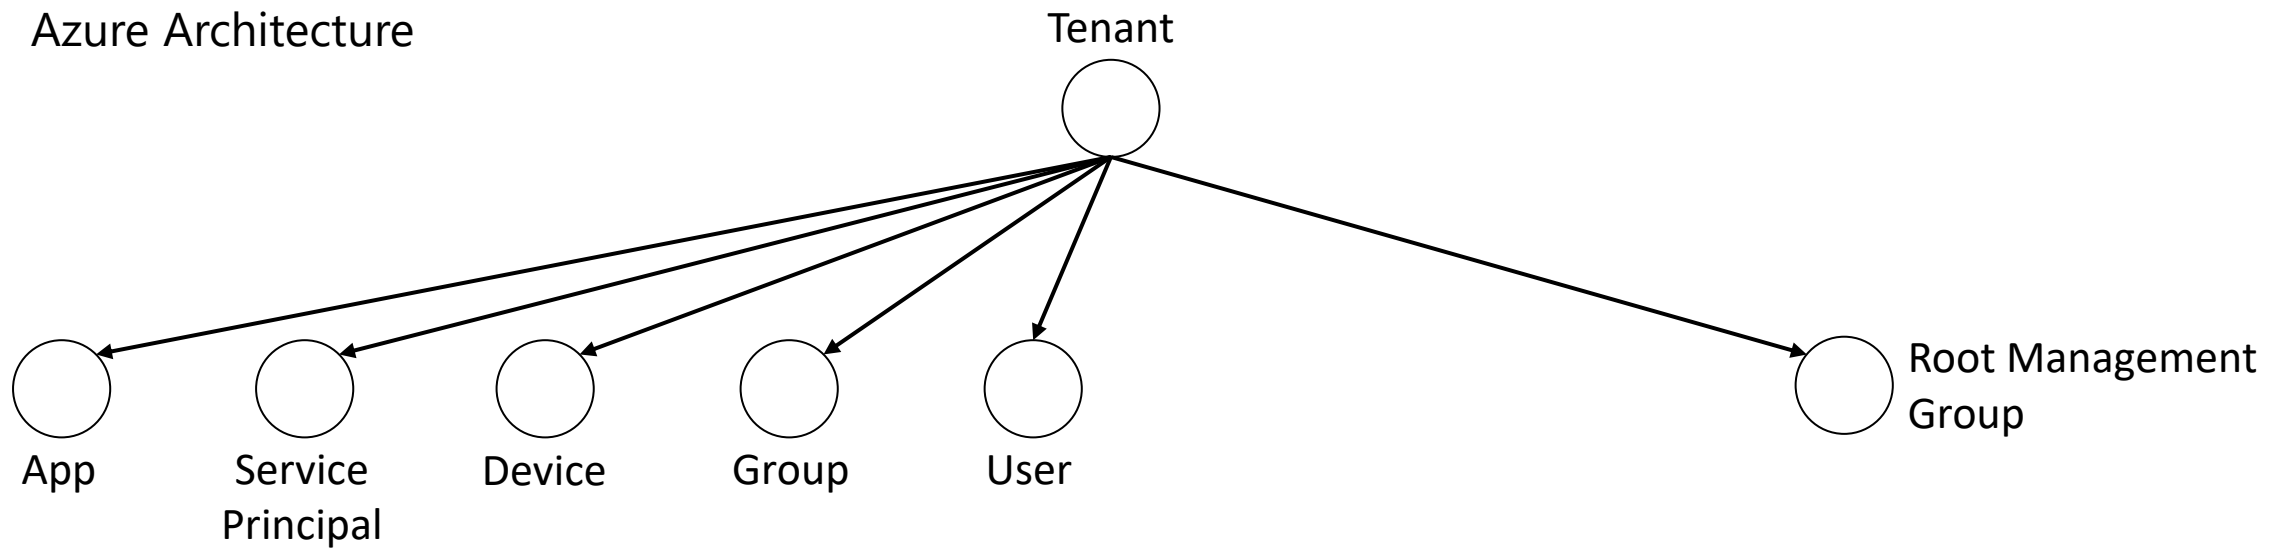 Azure Architecture
Tenant
Root Management
Group
App
Service
Principal
Device
Group
User